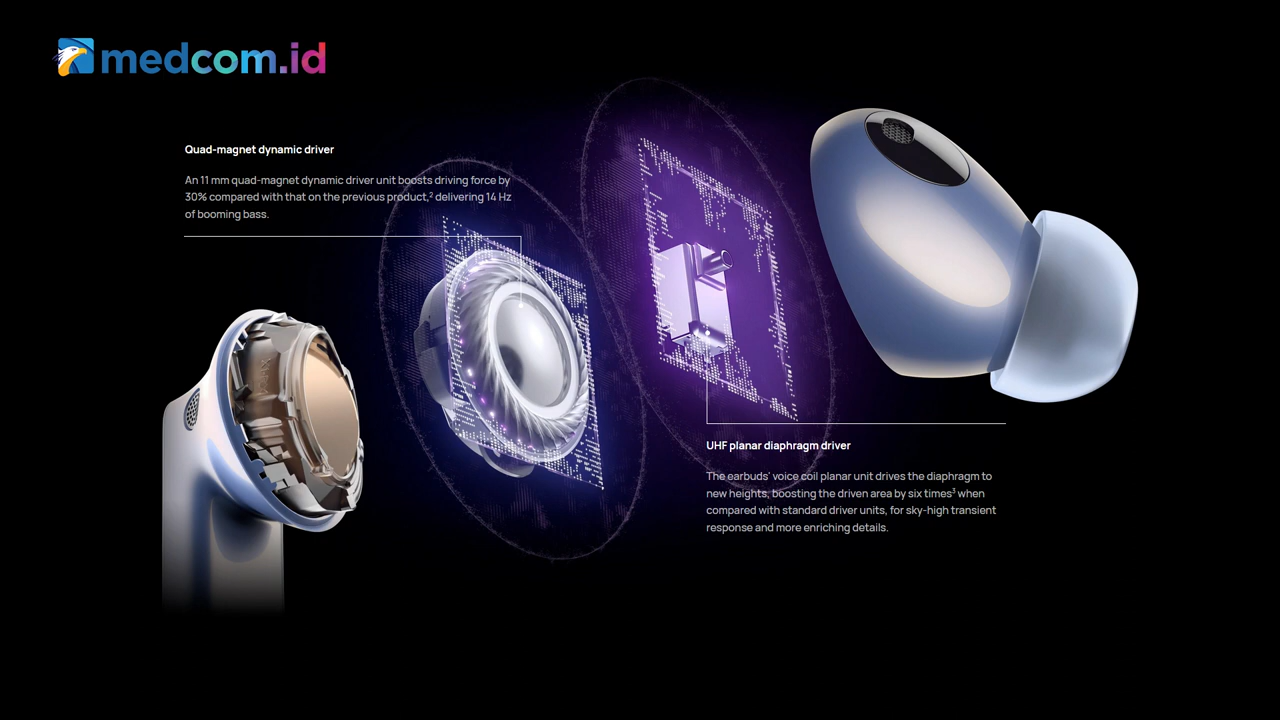 medcom.id
Quad-magnet dynamic driver
An 11 mm quad-magnet dynamic driver unit boosts driving force by
30% compared with that on the previous product,² delivering 14 Hz
of booming bass.
UHF planar diaphragm driver
The earbuds' voice coil planar unit drives the diaphragm to
new heights, boosting the driven area by six times³ when
compared with standard driver units, for sky-high transient
response and more enriching details.